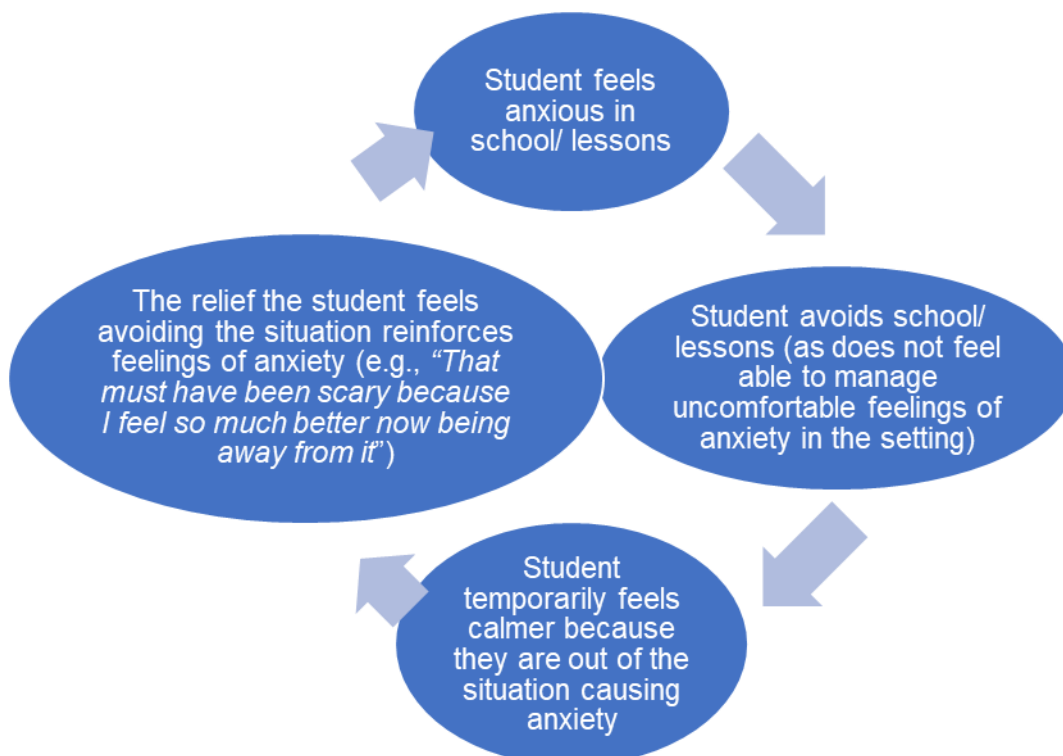 Student feels
anxious in
school/ lessons
Student avoids school/
lessons (as does not feel
able to manage
uncomfortable feelings of
anxiety in the setting)
Student
temporarily feels
calmer because
they are out of the
situation causing
anxiety
The relief the student feels
avoiding the situation reinforces
feelings of anxiety (e.g., “That
must have been scary because
I feel so much better now being
away from it”)